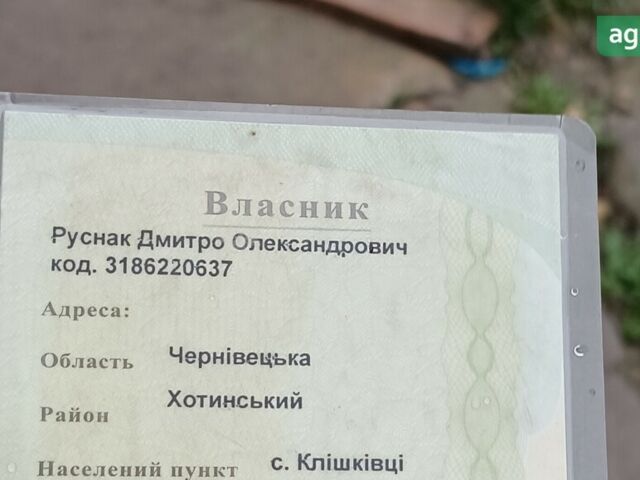 ag
Власник
Руснак Дмитро Олександрович
код. 3186220637
Адреса:
Область Чернівецька
Район Хотинський
Населений пункт с. Клішківці